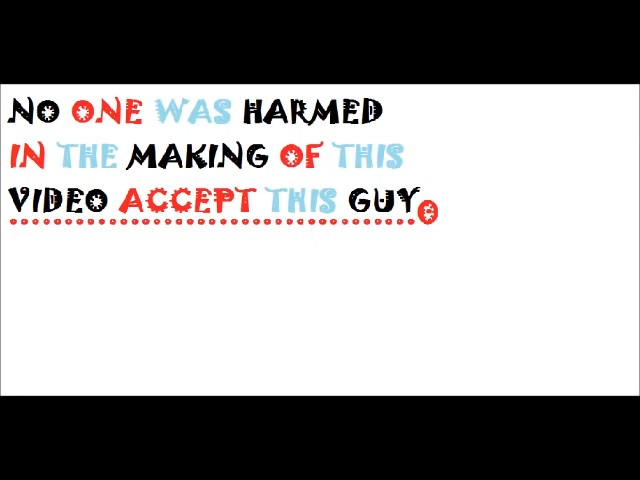 NO ONE WAS HARMED
IN THE MAKING OF THIS
VIDEO ACCEPT THIS GUY.